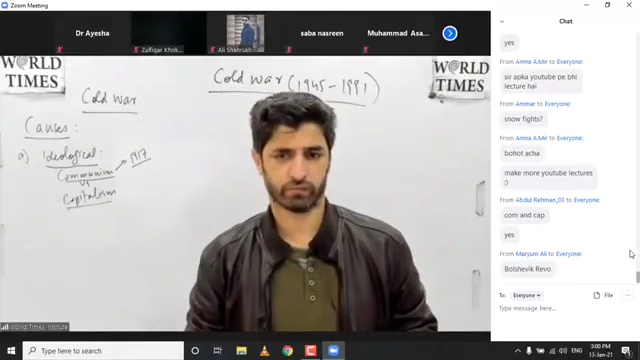 Zoom Meeting
Dr Ayesha
Zulfiqar Khok...
Ali Shahrukh
saba nasreen
Muhammad Asa...
W@RLD
TIMES
W@RLD
TIMES
Cold war (1945-1991)
Cold war
Causes:
a) Ideological:
Communism → 1917
vs
Capitalism
World Times Institute
Chat
yes
From Amna A.Mir to Everyone:
sir apka youtube pe bhi
lecture hai
From Ammar to Everyone:
snow fights?
From Amna A.Mir to Everyone:
bohot acha
make more youtube lectures
:)
From Abdul Rehman_03 to Everyone:
com and cap
yes
From Maryum Ali to Everyone:
Bolshevik Revo
To: Everyone
File
Type message here...
Type here to search
3:00 PM
13-Jan-21